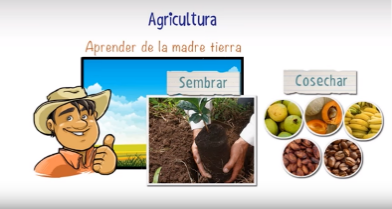 Agricultura
Aprender de la madre tierra
Sembrar
Cosechar